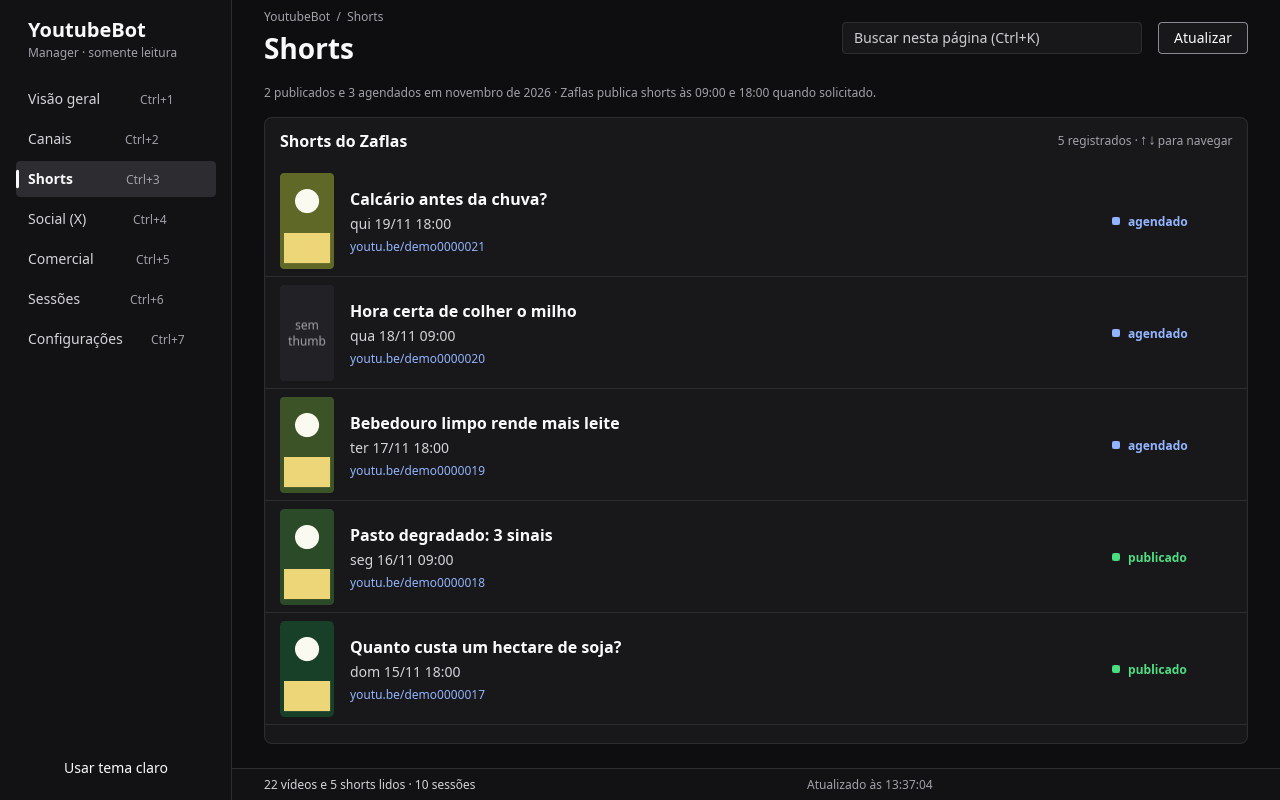 YoutubeBot
Manager · somente leitura
Visão geral Ctrl+1
Canais Ctrl+2
Shorts Ctrl+3
Social (X) Ctrl+4
Comercial Ctrl+5
Sessões Ctrl+6
Configurações Ctrl+7
Usar tema claro
YoutubeBot / Shorts
Shorts
Buscar nesta página (Ctrl+K)
Atualizar
2 publicados e 3 agendados em novembro de 2026 · Zaflas publica shorts às 09:00 e 18:00 quando solicitado.
Shorts do Zaflas
5 registrados · ↑ ↓ para navegar
Calcário antes da chuva?
qui 19/11 18:00
youtu.be/demo0000021
agendado
sem
thumb
Hora certa de colher o milho
qua 18/11 09:00
youtu.be/demo0000020
agendado
Bebedouro limpo rende mais leite
ter 17/11 18:00
youtu.be/demo0000019
agendado
Pasto degradado: 3 sinais
seg 16/11 09:00
youtu.be/demo0000018
publicado
Quanto custa um hectare de soja?
dom 15/11 18:00
youtu.be/demo0000017
publicado
22 vídeos e 5 shorts lidos · 10 sessões
Atualizado às 13:37:04